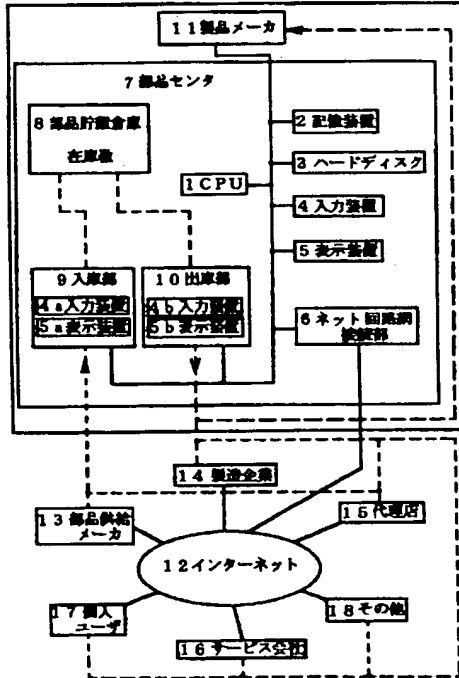 11製品メーカ
7部品センタ
8部品貯蔵倉庫
在庫数
2記憶装置
3ハードディスク
1CPU
4入力装置
5表示装置
9入庫部
4a入力装置
5a表示装置
10出庫部
4b入力装置
5b表示装置
6ネット回路網
接続部
14製造企業
13部品供給
メーカ
15代理店
12インターネット
17個人
ユーザ
18その他
16サービス会社